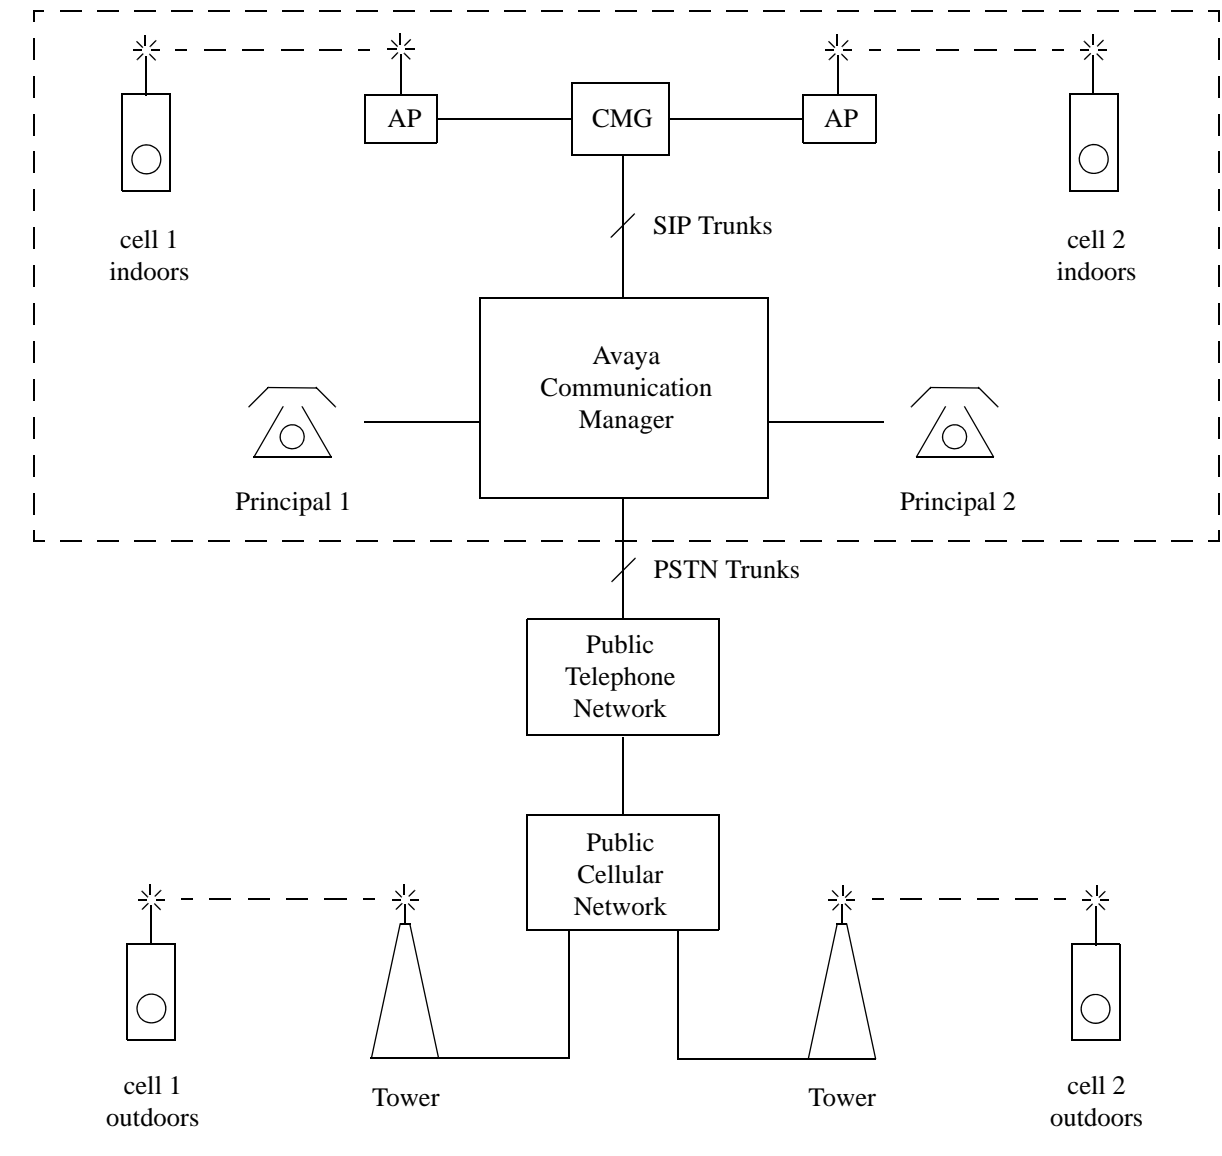 AP
CMG
AP
SIP Trunks
cell 1
indoors
cell 2
indoors
Avaya
Communication
Manager
Principal 1
Principal 2
PSTN Trunks
Public
Telephone
Network
Public
Cellular
Network
cell 1
outdoors
Tower
Tower
cell 2
outdoors